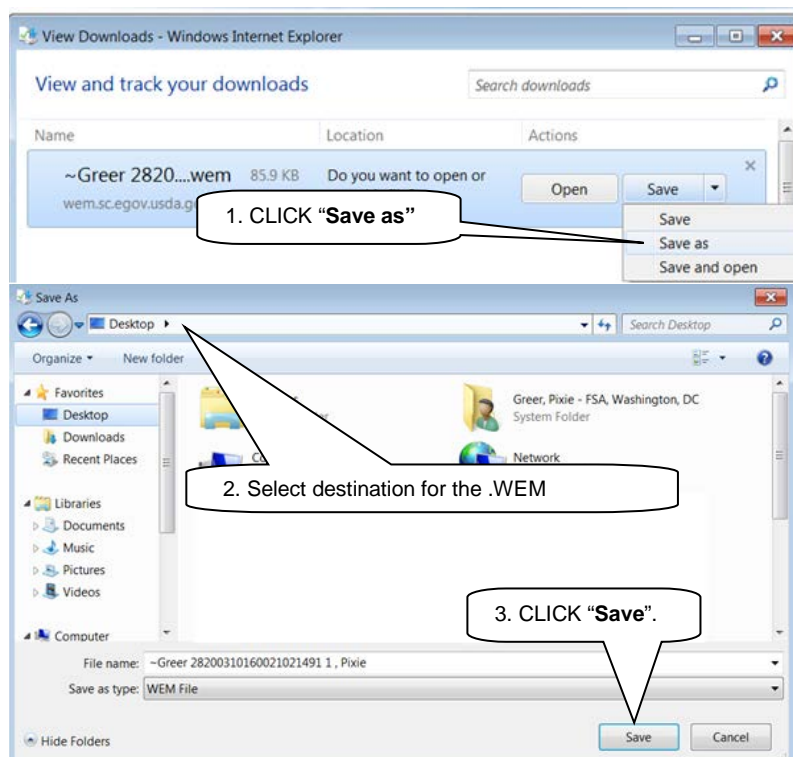 View Downloads - Windows Internet Explorer
View and track your downloads
Search downloads
Name Location Actions
~Greer 2820....wem 85.9 KB Do you want to open or Open Save
wem.sc.egov.usda.g
1. CLICK “Save as”
Save
Save as
Save and open
Save As
Desktop
Search Desktop
Organize New folder
Favorites
Desktop
Downloads
Recent Places
Libraries
Documents
Music
Pictures
Videos
Computer
Greer, Pixie - FSA, Washington, DC
System Folder
Network
2. Select destination for the .WEM
3. CLICK “Save”.
File name: ~Greer 28200310160021021491 1 , Pixie
Save as type: WEM File
Hide Folders
Save Cancel